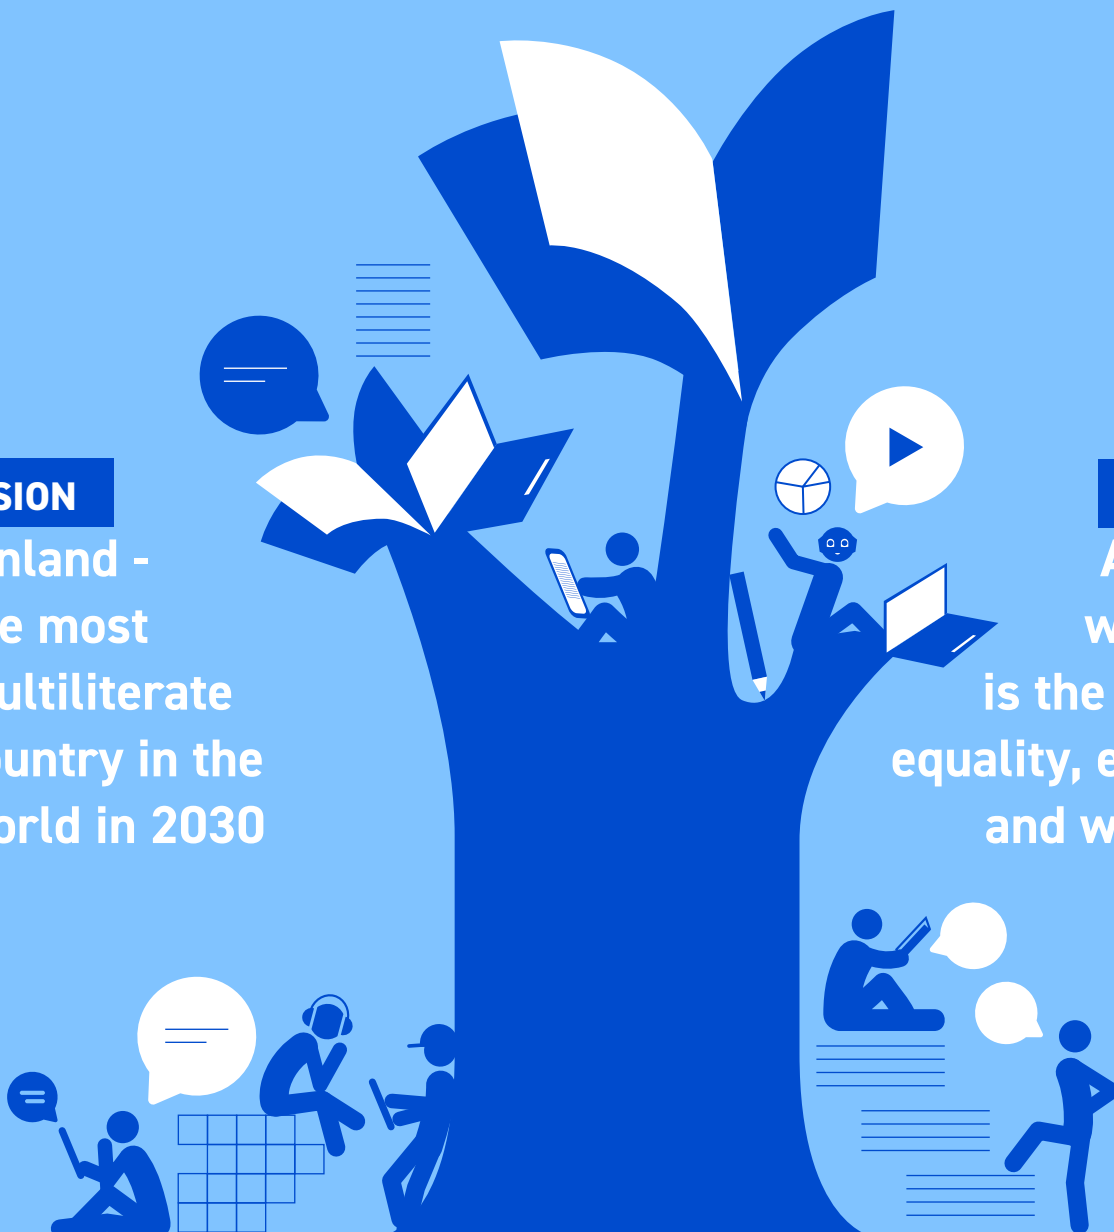 SION
nland -
e most
ultiliterate
ountry in the
orld in 2030
A
w
is the
equality, e
and w